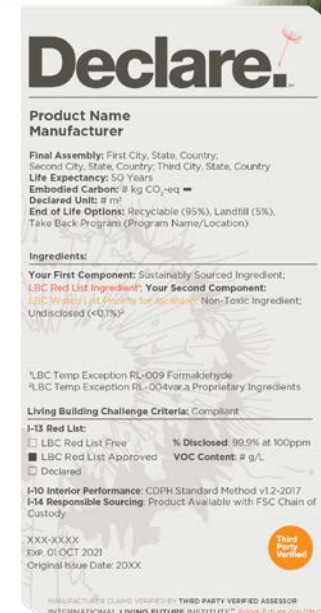 Declare.
Product Name
Manufacturer
Final Assembly: First City, State, Country;
Second City, State, Country; Third City, State, Country
Life Expectancy: 50 Years
Embodied Carbon: # kg CO₂-eq ➖
Declared Unit: # m²
End of Life Options: Recyclable (95%), Landfill (5%),
Take Back Program (Program Name/Location)
Ingredients:
Your First Component: Sustainably Sourced Ingredient;
LBC Red List Ingredient¹; Your Second Component:
LBC Watch List Priority for Inclusion; Non-Toxic Ingredient;
Undisclosed (<0.1%)²
¹LBC Temp Exception RL-009 Formaldehyde
²LBC Temp Exception RL-004var.a Proprietary Ingredients
Living Building Challenge Criteria: Compliant
I-13 Red List:
☐ LBC Red List Free % Disclosed: 99.9% at 100ppm
■ LBC Red List Approved VOC Content: # g/L
☐ Declared
I-10 Interior Performance: CDPH Standard Method v1.2-2017
I-14 Responsible Sourcing: Product Available with FSC Chain of
Custody
XXX-XXXX
EXP. 01 OCT 2021
Original Issue Date: 20XX
Third
Party
Verified
MANUFACTURER CLAIMS VERIFIED BY THIRD PARTY VERIFIED ASSESSOR
INTERNATIONAL LIVING FUTURE INSTITUTE